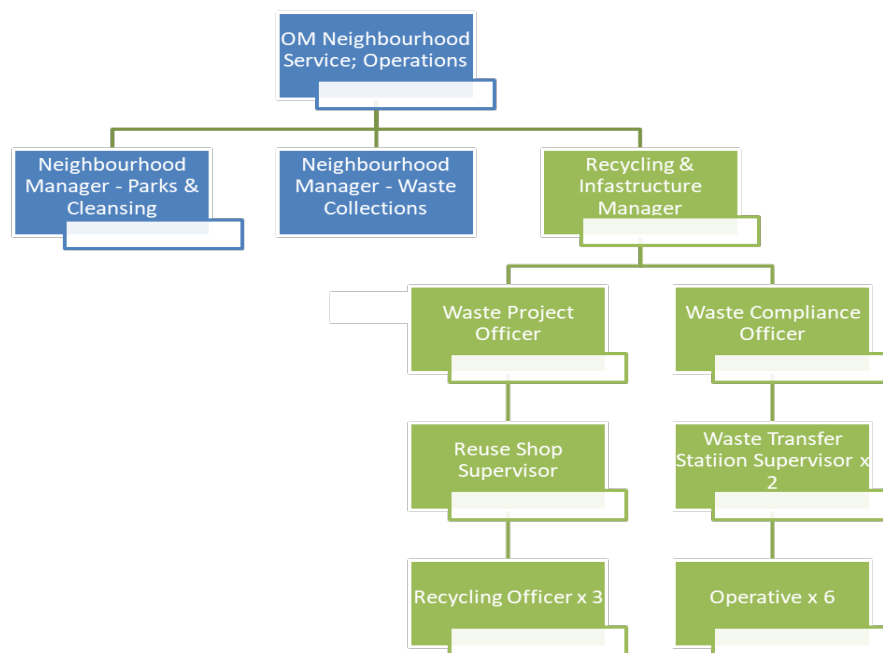 OM Neighbourhood
Service; Operations
Neighbourhood
Manager - Parks &
Cleansing
Neighbourhood
Manager - Waste
Collections
Recycling &
Infastructure
Manager
Waste Project
Officer
Waste Compliance
Officer
Reuse Shop
Supervisor
Waste Transfer
Statiion Supervisor x
2
Recycling Officer x 3
Operative x 6